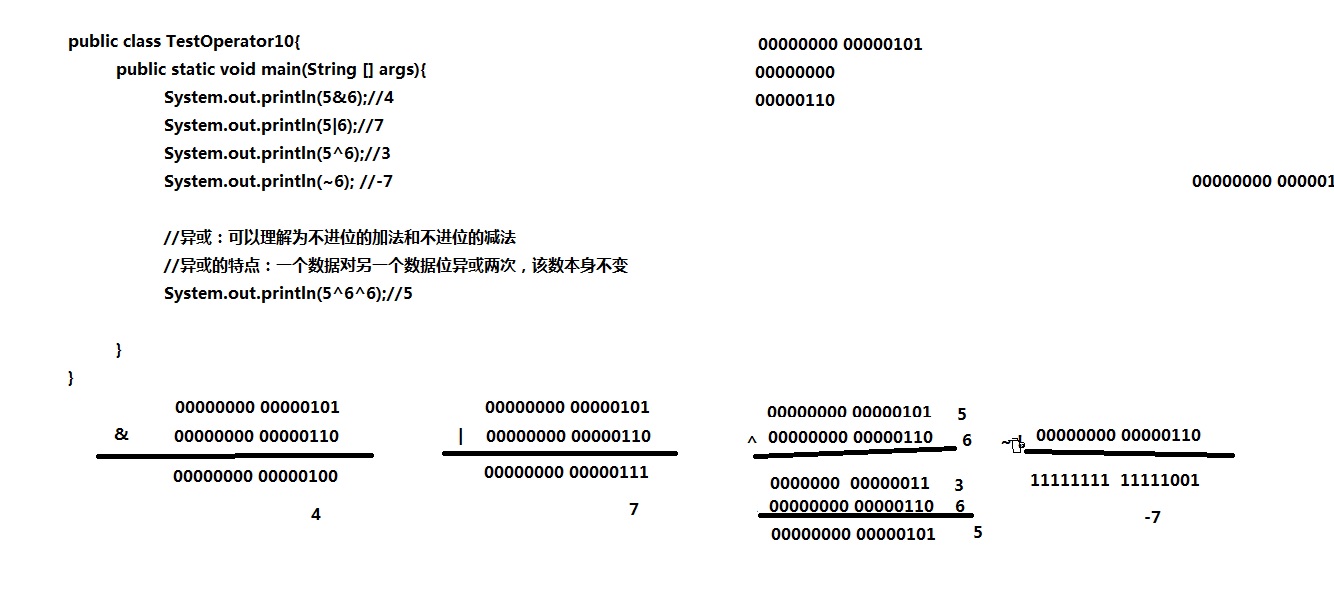 public class TestOperator10{
public static void main(String [] args){
System.out.println(5&6);//4
System.out.println(5|6);//7
System.out.println(5^6);//3
System.out.println(~6); //-7
//异或：可以理解为不进位的加法和不进位的减法
//异或的特点：一个数据对另一个数据位异或两次，该数本身不变
System.out.println(5^6^6);//5
}
}
00000000 00000101
00000000
00000110
00000000 000001
00000000 00000101
& 00000000 00000110
00000000 00000100
4
00000000 00000101
| 00000000 00000110
00000000 00000111
7
00000000 00000101 5
^ 00000000 00000110 6
0000000 00000011 3
00000000 00000110 6
00000000 00000101 5
~ 00000000 00000110
11111111 11111001
-7